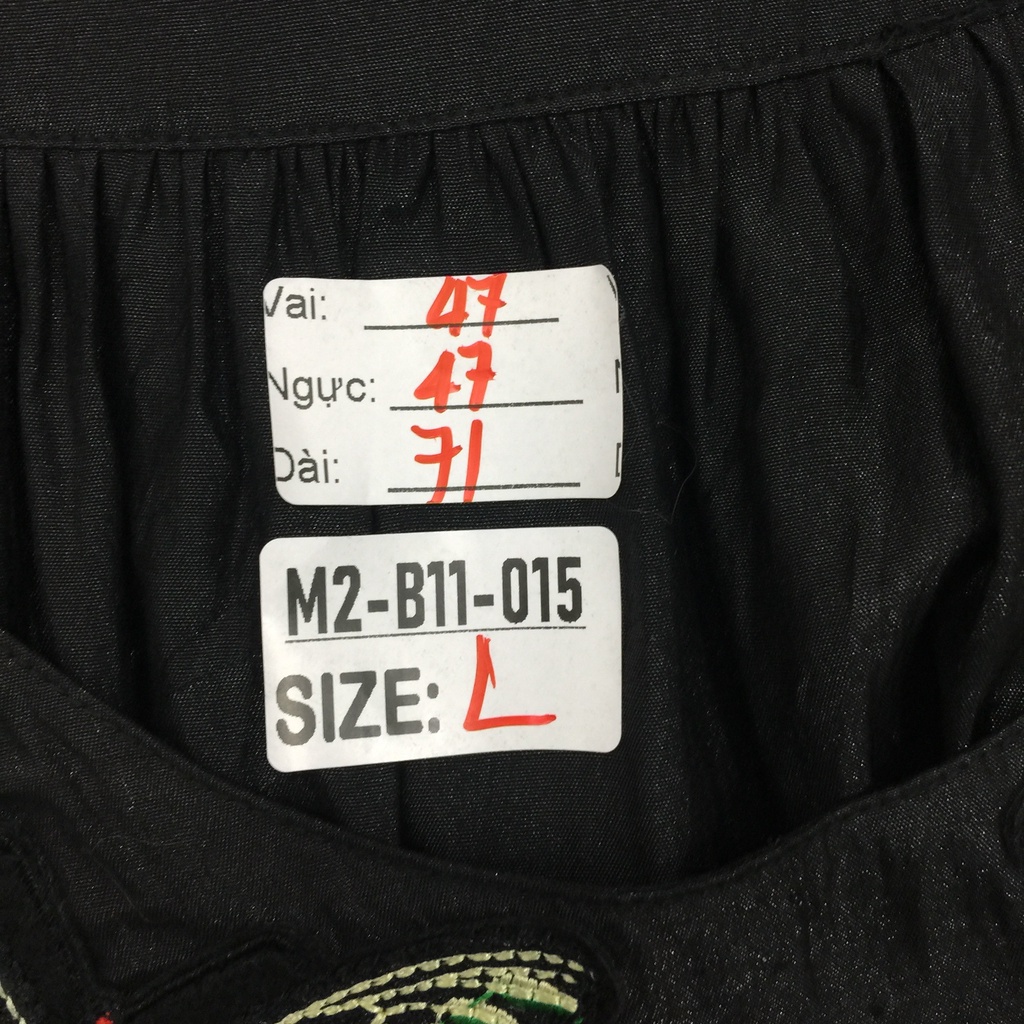 Vai: 47
Ngực: 47
Dài: 71
M2-B11-015
SIZE: L